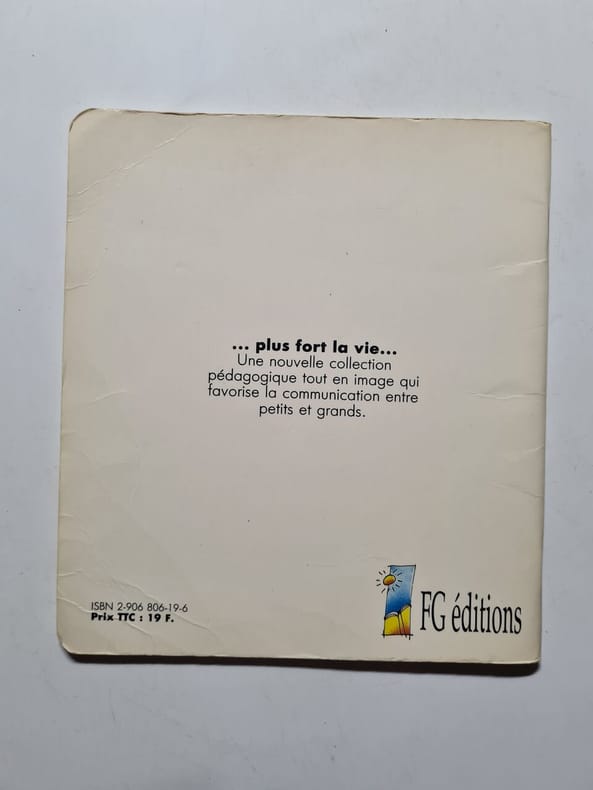 ... plus fort la vie...
Une nouvelle collection
pédagogique tout en image qui
favorise la communication entre
petits et grands.
ISBN 2-906 806-19-6
Prix TTC : 19 F.
FG éditions